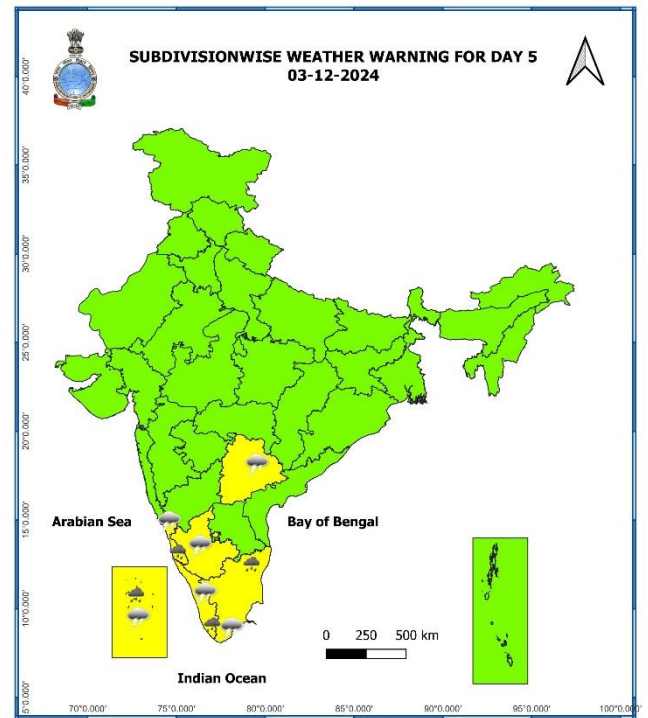 SUBDIVISIONWISE WEATHER WARNING FOR DAY 5
03-12-2024
40°0.000'
35°0.000'
30°0.000'
25°0.000'
20°0.000'
15°0.000'
10°0.000'
5°0.000'
Arabian Sea
Bay of Bengal
0 250 500 km
Indian Ocean
70°0.000' 75°0.000' 80°0.000' 85°0.000' 90°0.000' 95°0.000' 100°0.000'